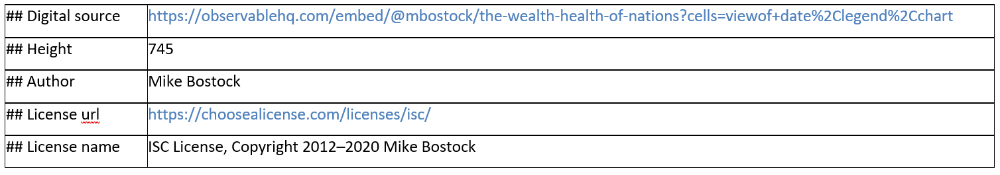 ## Digital source https://observablehq.com/embed/@mbostock/the-wealth-health-of-nations?cells=viewof+date%2Clegend%2Cchart
## Height 745
## Author Mike Bostock
## License url https://choosealicense.com/licenses/isc/
## License name ISC License, Copyright 2012–2020 Mike Bostock